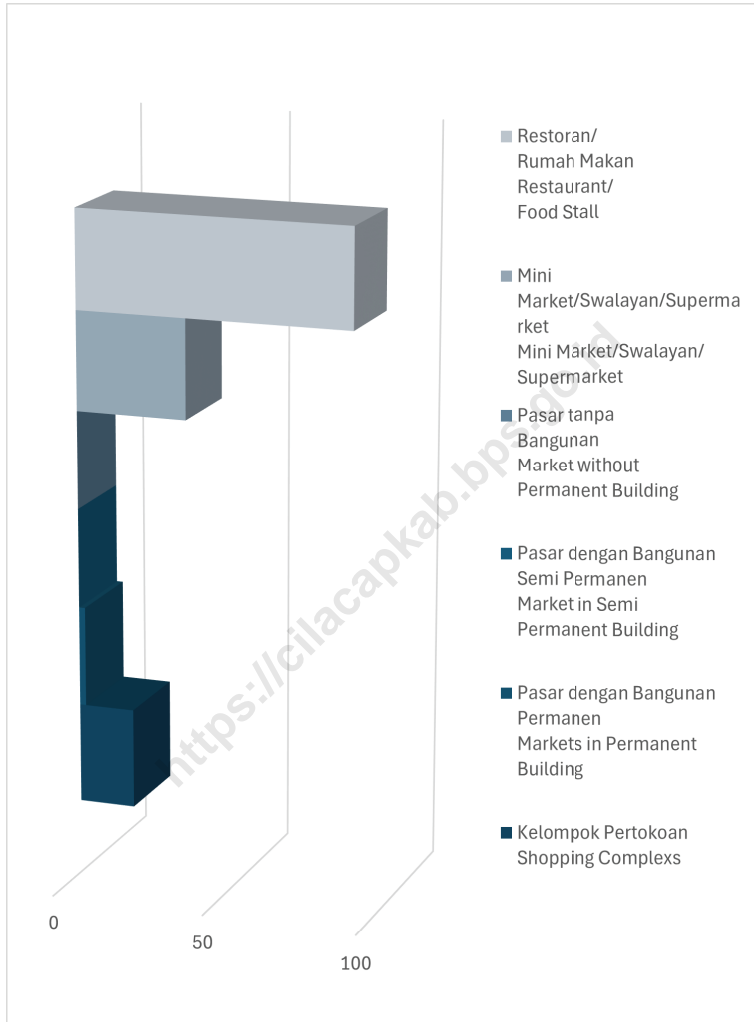 Restoran/
Rumah Makan
Restaurant/
Food Stall
Mini
Market/Swalayan/Superma
rket
Mini Market/Swalayan/
Supermarket
Pasar tanpa
Bangunan
Market without
Permanent Building
Pasar dengan Bangunan
Semi Permanen
Market in Semi
Permanent Building
Pasar dengan Bangunan
Permanen
Markets in Permanent
Building
Kelompok Pertokoan
Shopping Complexs
0
50
100
https://cilacapkab.bps.go.id